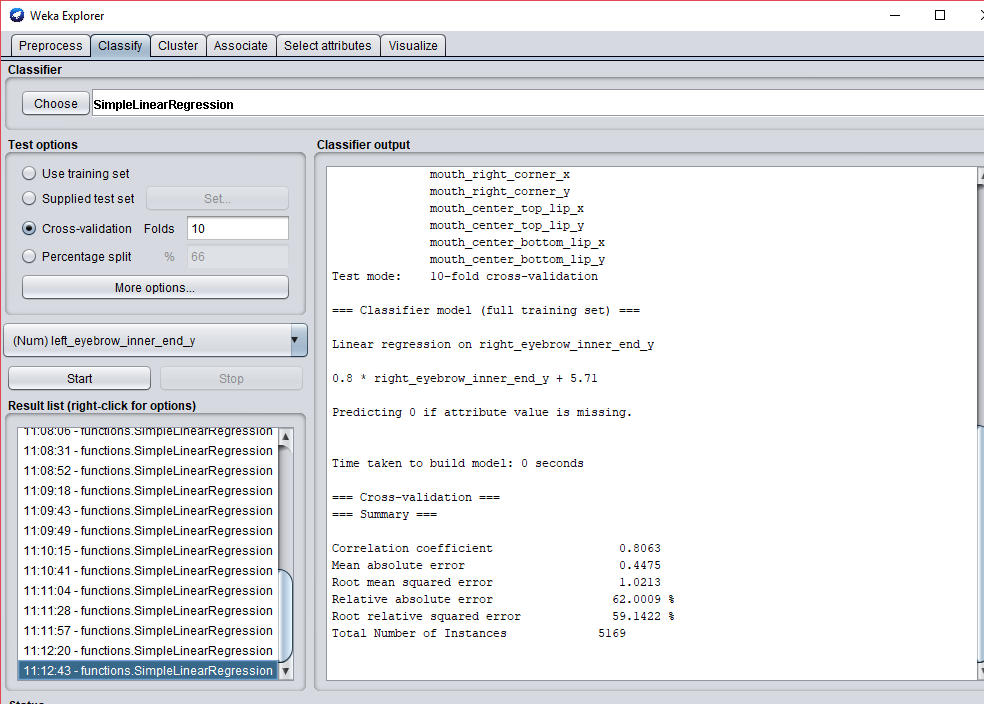 Weka Explorer
Preprocess Classify Cluster Associate Select attributes Visualize
Classifier
Choose SimpleLinearRegression
Test options
Use training set
Supplied test set Set...
Cross-validation Folds 10
Percentage split % 66
More options...
(Num) left_eyebrow_inner_end_y
Start Stop
Result list (right-click for options)
11:08:06 - functions.SimpleLinearRegression
11:08:31 - functions.SimpleLinearRegression
11:08:52 - functions.SimpleLinearRegression
11:09:18 - functions.SimpleLinearRegression
11:09:43 - functions.SimpleLinearRegression
11:09:49 - functions.SimpleLinearRegression
11:10:15 - functions.SimpleLinearRegression
11:10:41 - functions.SimpleLinearRegression
11:11:04 - functions.SimpleLinearRegression
11:11:28 - functions.SimpleLinearRegression
11:11:57 - functions.SimpleLinearRegression
11:12:20 - functions.SimpleLinearRegression
11:12:43 - functions.SimpleLinearRegression
Classifier output
mouth_right_corner_x
mouth_right_corner_y
mouth_center_top_lip_x
mouth_center_top_lip_y
mouth_center_bottom_lip_x
mouth_center_bottom_lip_y
Test mode: 10-fold cross-validation
=== Classifier model (full training set) ===
Linear regression on right_eyebrow_inner_end_y
0.8 * right_eyebrow_inner_end_y + 5.71
Predicting 0 if attribute value is missing.
Time taken to build model: 0 seconds
=== Cross-validation ===
=== Summary ===
Correlation coefficient 0.8063
Mean absolute error 0.4475
Root mean squared error 1.0213
Relative absolute error 62.0009 %
Root relative squared error 59.1422 %
Total Number of Instances 5169
Status